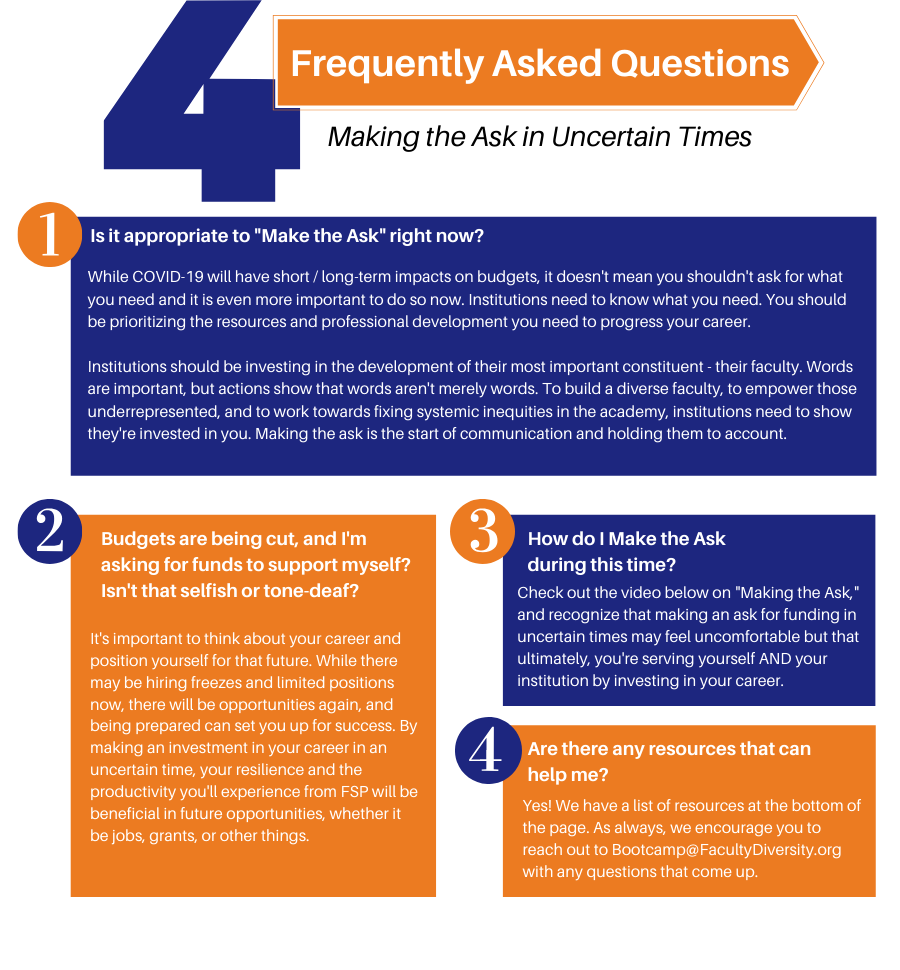 4
Frequently Asked Questions
Making the Ask in Uncertain Times
1
Is it appropriate to "Make the Ask" right now?
While COVID-19 will have short / long-term impacts on budgets, it doesn't mean you shouldn't ask for what
you need and it is even more important to do so now. Institutions need to know what you need. You should
be prioritizing the resources and professional development you need to progress your career.
Institutions should be investing in the development of their most important constituent - their faculty. Words
are important, but actions show that words aren't merely words. To build a diverse faculty, to empower those
underrepresented, and to work towards fixing systemic inequities in the academy, institutions need to show
they're invested in you. Making the ask is the start of communication and holding them to account.
2
Budgets are being cut, and I'm
asking for funds to support myself?
Isn't that selfish or tone-deaf?
It's important to think about your career and
position yourself for that future. While there
may be hiring freezes and limited positions
now, there will be opportunities again, and
being prepared can set you up for success. By
making an investment in your career in an
uncertain time, your resilience and the
productivity you'll experience from FSP will be
beneficial in future opportunities, whether it
be jobs, grants, or other things.
3
How do I Make the Ask
during this time?
Check out the video below on "Making the Ask,"
and recognize that making an ask for funding in
uncertain times may feel uncomfortable but that
ultimately, you're serving yourself AND your
institution by investing in your career.
4
Are there any resources that can
help me?
Yes! We have a list of resources at the bottom of
the page. As always, we encourage you to
reach out to Bootcamp@FacultyDiversity.org
with any questions that come up.